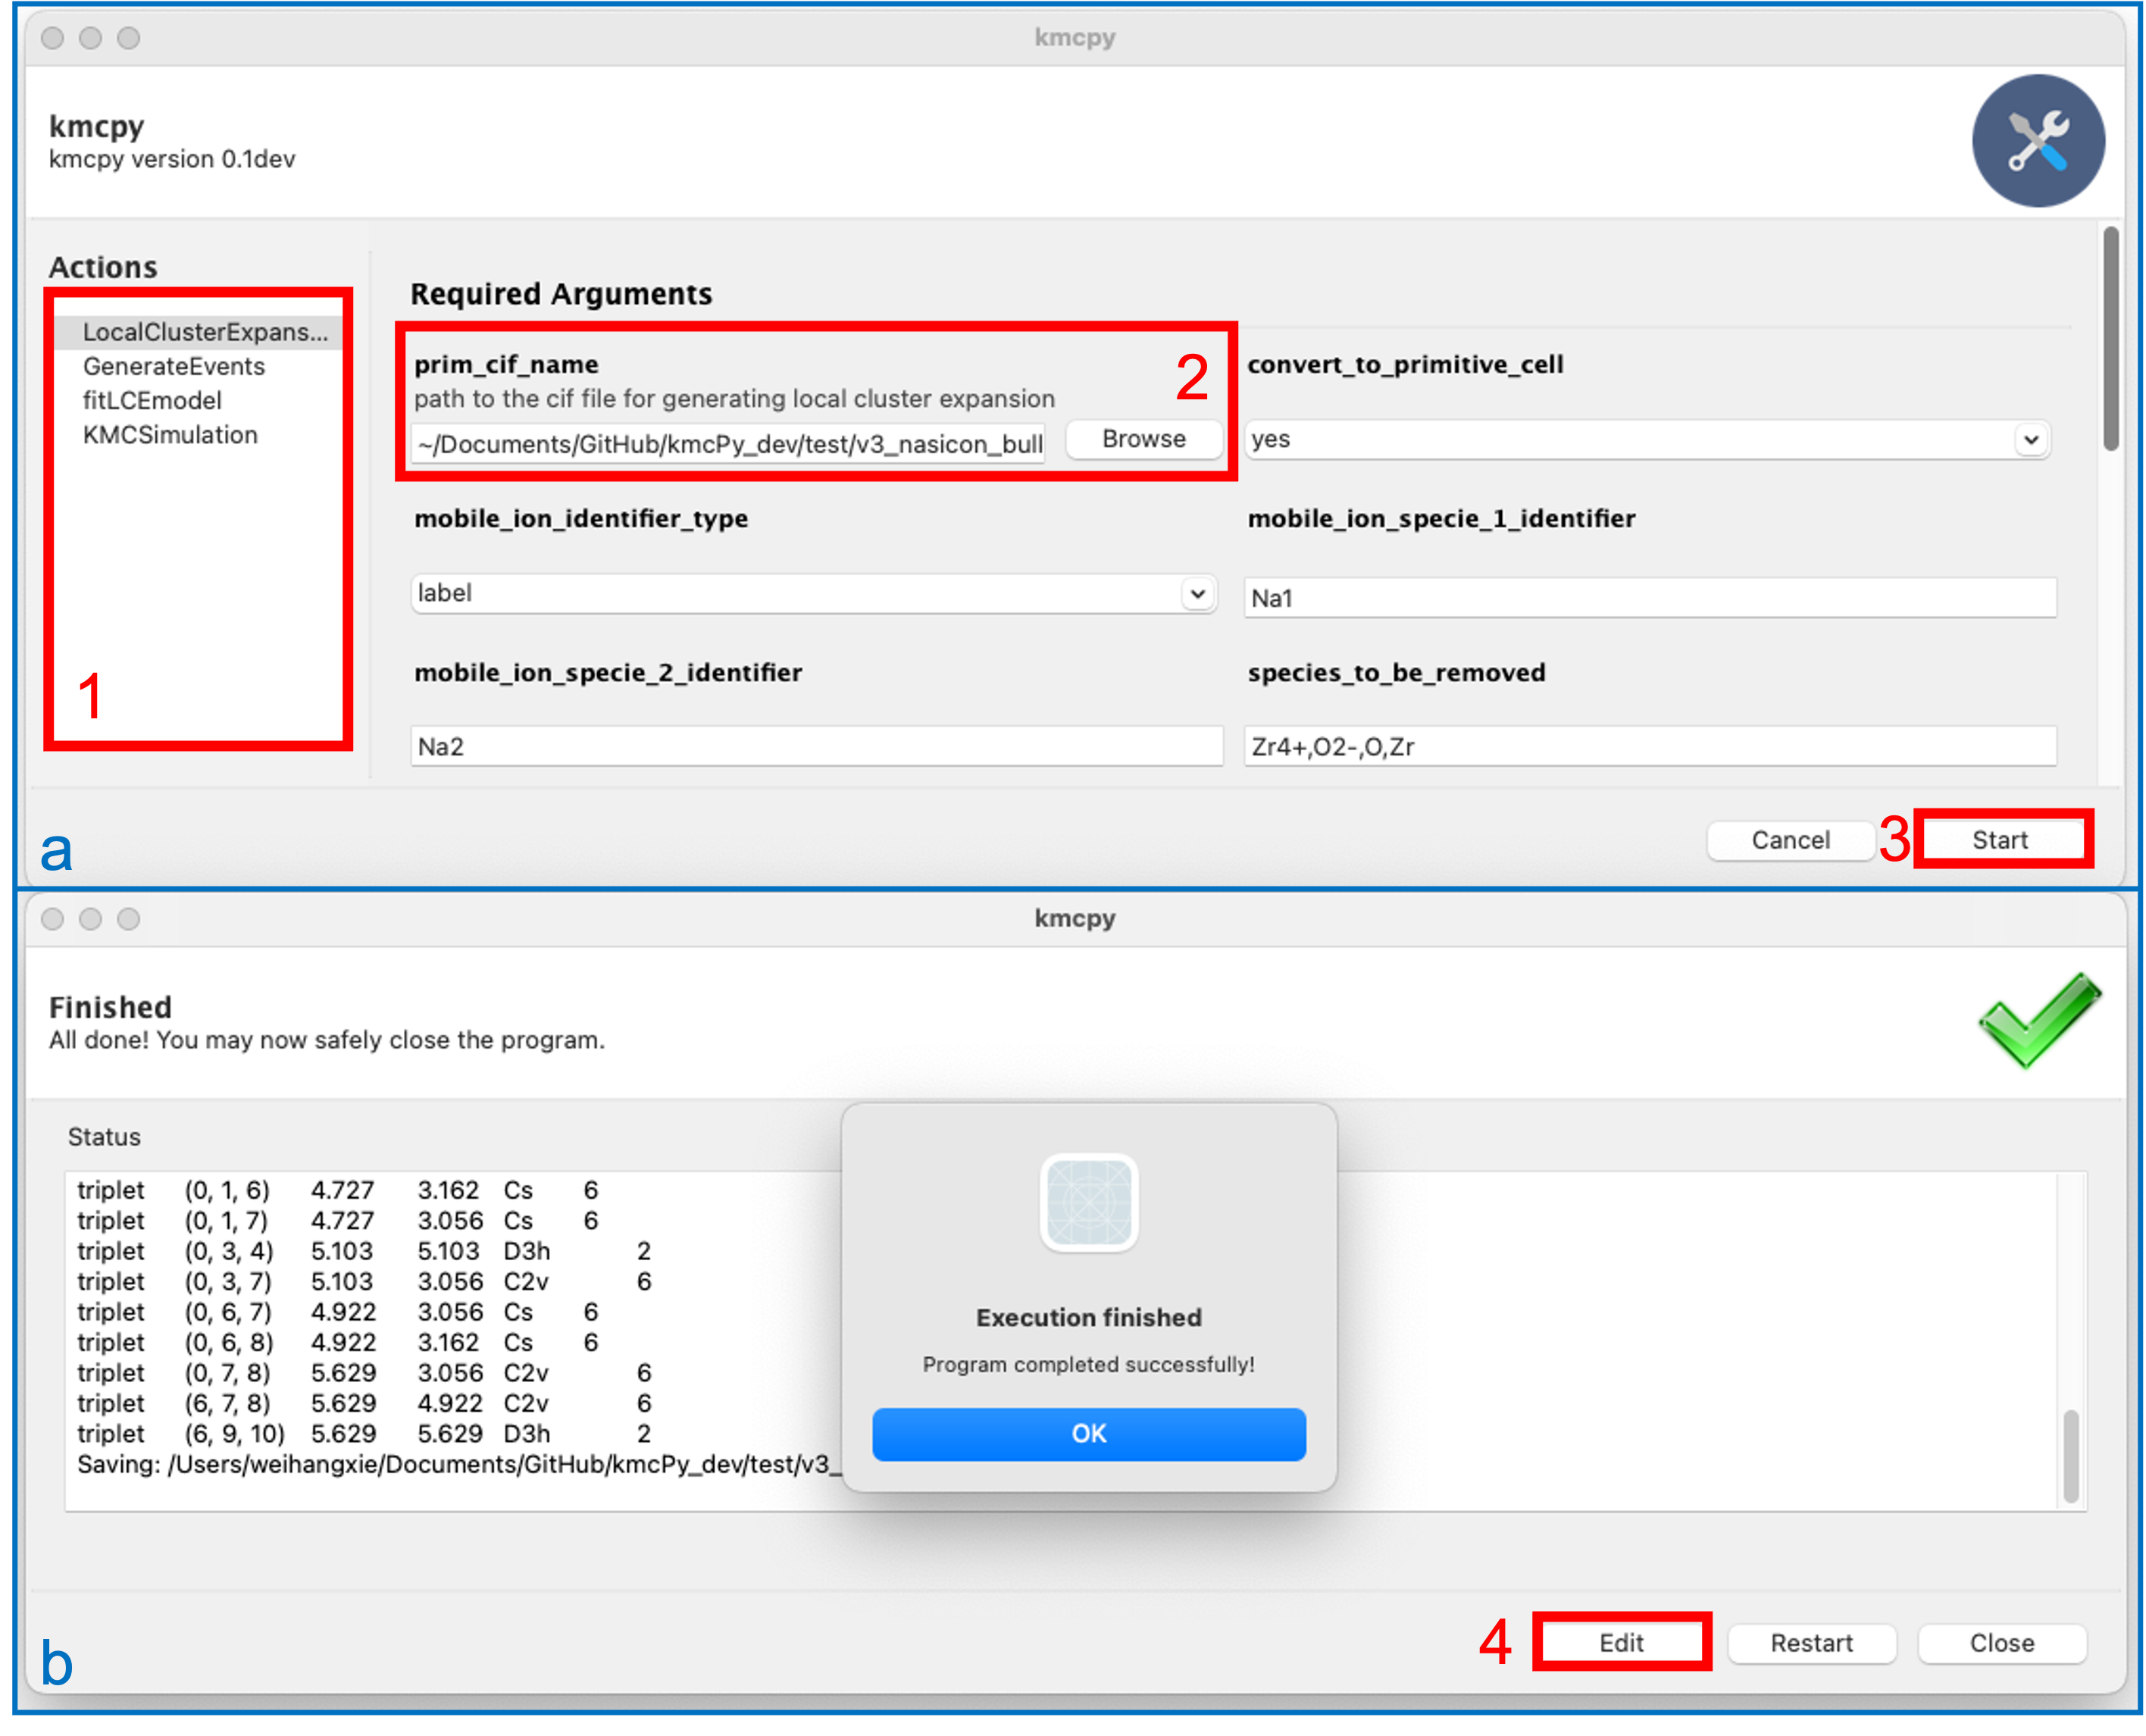 kmcpy
kmcpy
kmcpy version 0.1dev
Actions
LocalClusterExpans...
GenerateEvents
fitLCEmodel
KMCSimulation
1
Required Arguments
prim_cif_name
path to the cif file for generating local cluster expansion
~/Documents/GitHub/kmcPy_dev/test/v3_nasicon_bull
Browse
2
convert_to_primitive_cell
yes
mobile_ion_identifier_type
label
mobile_ion_specie_1_identifier
Na1
mobile_ion_specie_2_identifier
Na2
species_to_be_removed
Zr4+,O2-,O,Zr
a
Cancel
3
Start
kmcpy
Finished
All done! You may now safely close the program.
Status
triplet (0, 1, 6) 4.727 3.162 Cs 6
triplet (0, 1, 7) 4.727 3.056 Cs 6
triplet (0, 3, 4) 5.103 5.103 D3h 2
triplet (0, 3, 7) 5.103 3.056 C2v 6
triplet (0, 6, 7) 4.922 3.056 Cs 6
triplet (0, 6, 8) 4.922 3.162 Cs 6
triplet (0, 7, 8) 5.629 3.056 C2v 6
triplet (6, 7, 8) 5.629 4.922 C2v 6
triplet (6, 9, 10) 5.629 5.629 D3h 2
Saving: /Users/weihangxie/Documents/GitHub/kmcPy_dev/test/v3_
Execution finished
Program completed successfully!
OK
b
4
Edit
Restart
Close